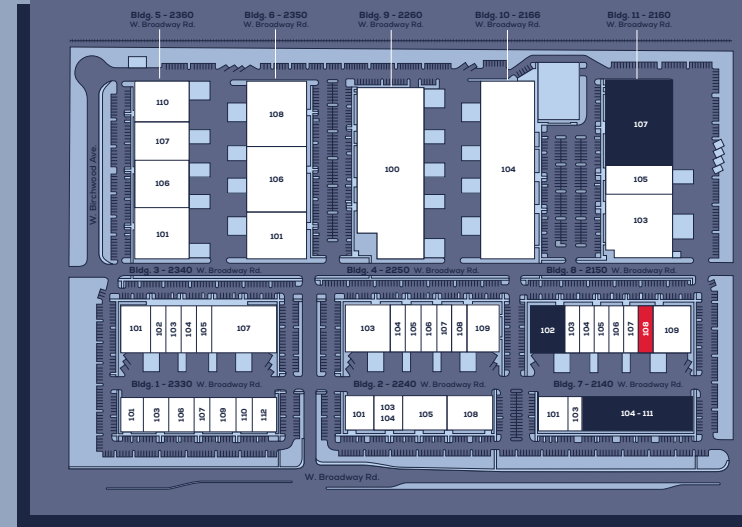 Bldg. 5 - 2360
W. Broadway Rd.
Bldg. 6 - 2350
W. Broadway Rd.
Bldg. 9 - 2260
W. Broadway Rd.
Bldg. 10 - 2166
W. Broadway Rd.
Bldg. 11 - 2160
W. Broadway Rd.
W. Birchwood Ave.
110
107
106
101
108
106
101
100
104
107
105
103
Bldg. 3 - 2340 W. Broadway Rd.
Bldg. 4 - 2250 W. Broadway Rd.
Bldg. 8 - 2150 W. Broadway Rd.
101
102
103
104
105
107
103
104
105
106
107
108
109
102
103
104
105
106
107
108
109
Bldg. 1 - 2330 W. Broadway Rd.
Bldg. 2 - 2240 W. Broadway Rd.
Bldg. 7 - 2140 W. Broadway Rd.
101
103
106
107
109
110
112
101
103
104
105
108
101
103
104 - 111
W. Broadway Rd.